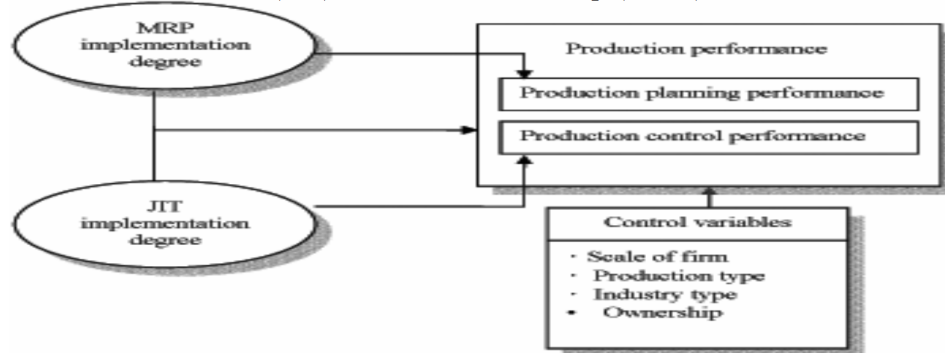 MRP
implementation
degree
Production performance
Production planning performance
Production control performance
JIT
implementation
degree
Control variables
· Scale of firm
· Production type
· Industry type
• Ownership